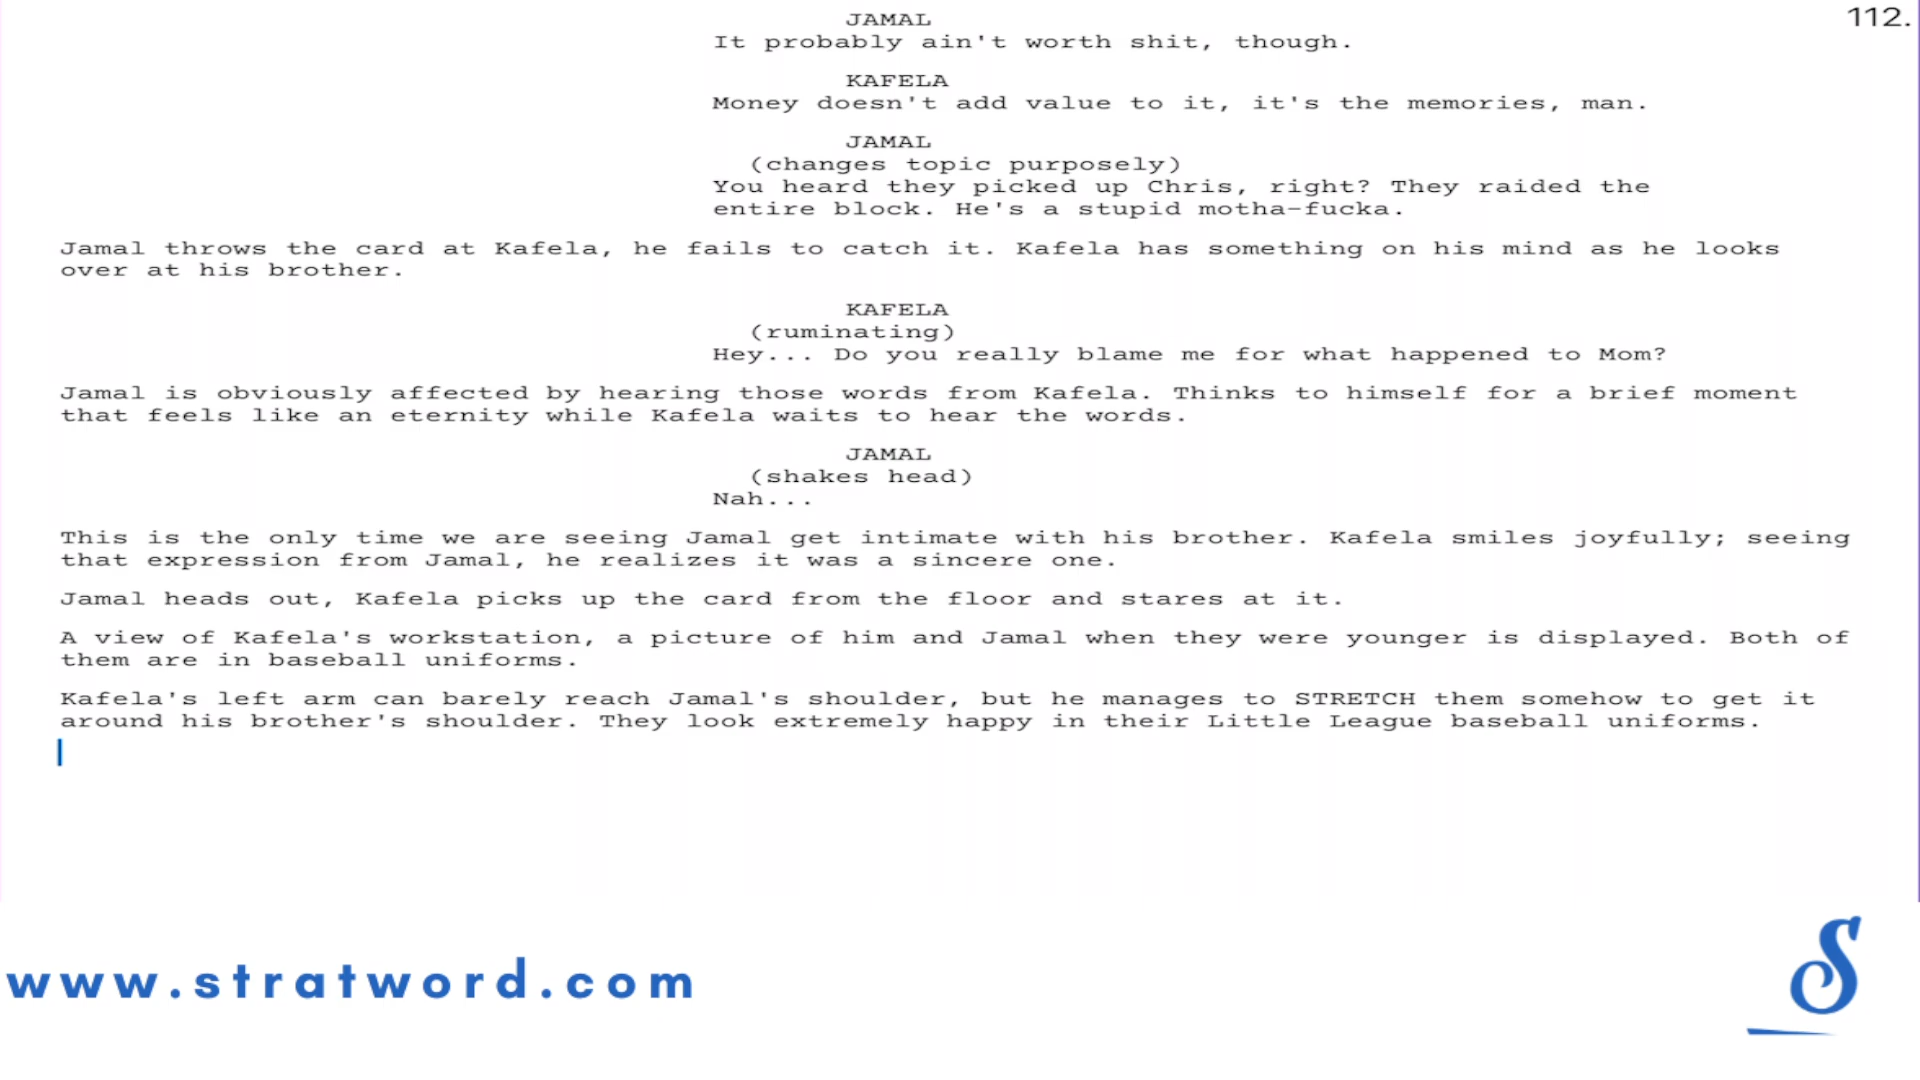 112.
JAMAL
It probably ain't worth shit, though.
KAFELA
Money doesn't add value to it, it's the memories, man.
JAMAL
(changes topic purposely)
You heard they picked up Chris, right? They raided the
entire block. He's a stupid motha-fucka.
Jamal throws the card at Kafela, he fails to catch it. Kafela has something on his mind as he looks
over at his brother.
KAFELA
(ruminating)
Hey... Do you really blame me for what happened to Mom?
Jamal is obviously affected by hearing those words from Kafela. Thinks to himself for a brief moment
that feels like an eternity while Kafela waits to hear the words.
JAMAL
(shakes head)
Nah...
This is the only time we are seeing Jamal get intimate with his brother. Kafela smiles joyfully; seeing
that expression from Jamal, he realizes it was a sincere one.
Jamal heads out, Kafela picks up the card from the floor and stares at it.
A view of Kafela's workstation, a picture of him and Jamal when they were younger is displayed. Both of
them are in baseball uniforms.
Kafela's left arm can barely reach Jamal's shoulder, but he manages to STRETCH them somehow to get it
around his brother's shoulder. They look extremely happy in their Little League baseball uniforms.
www.stratword.com
S